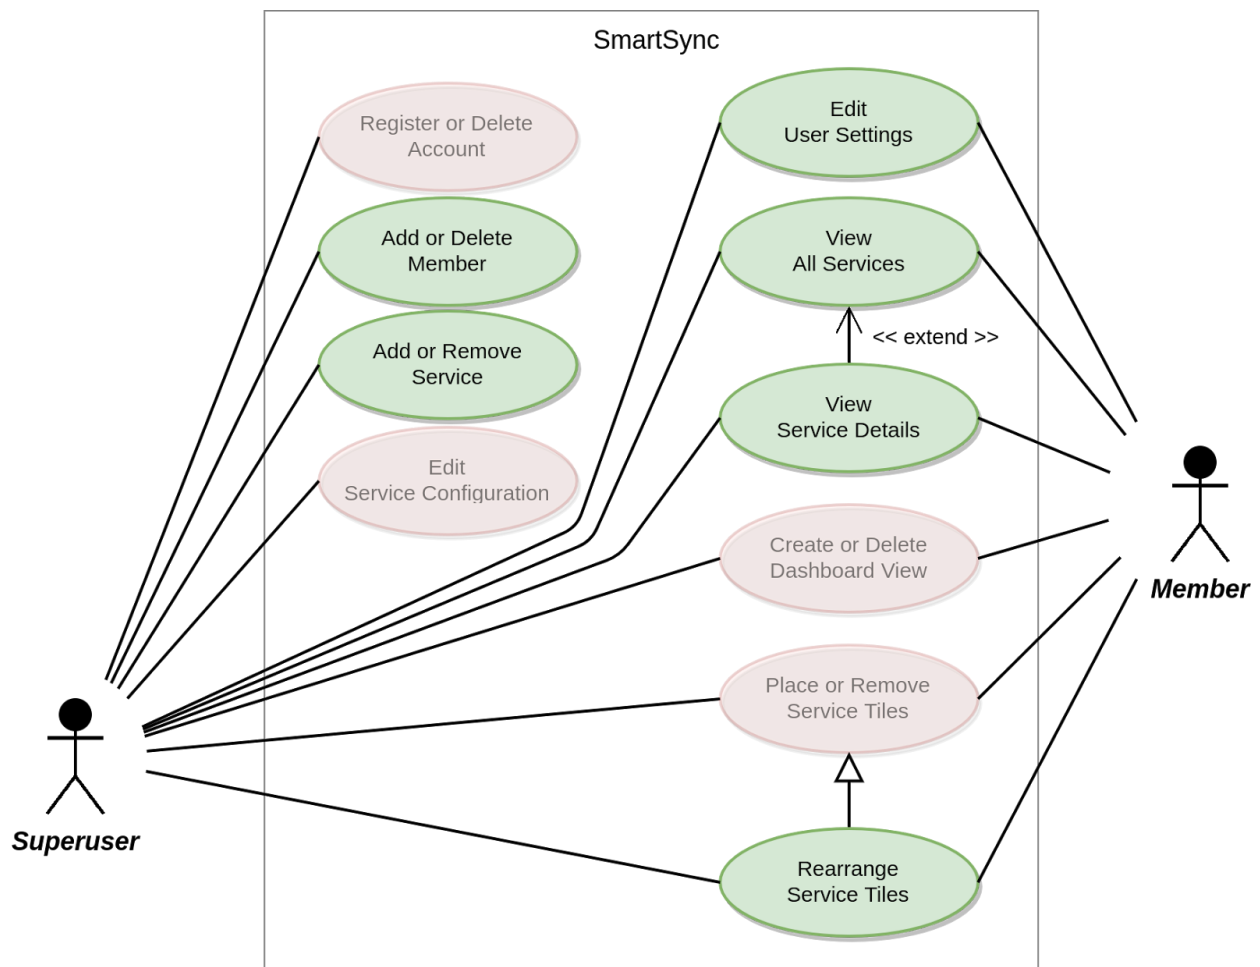 SmartSync
Register or Delete
Account
Add or Delete
Member
Add or Remove
Service
Edit
Service Configuration
Edit
User Settings
View
All Services
<< extend >>
View
Service Details
Create or Delete
Dashboard View
Place or Remove
Service Tiles
Rearrange
Service Tiles
Superuser
Member